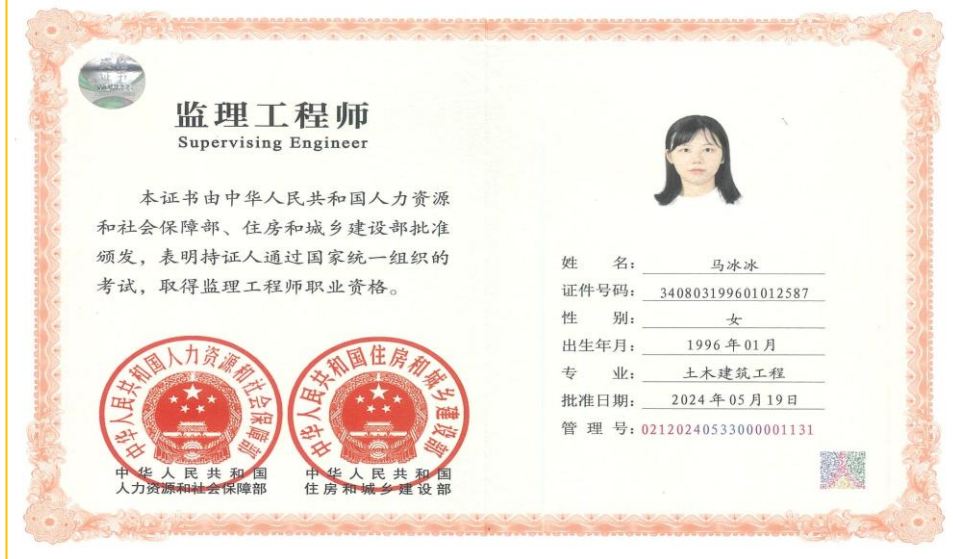 监理工程师
Supervising Engineer
本证书由中华人民共和国人力资源
和社会保障部、住房和城乡建设部批准
颁发，表明持证人通过国家统一组织的
考试，取得监理工程师职业资格。
中华人民共和国人力资源和社会保障部
中华人民共和国住房和城乡建设部
中华人民共和国
人力资源和社会保障部
中华人民共和国
住房和城乡建设部
姓 名：马冰冰
证件号码：340803199601012587
性 别：女
出生年月：1996年01月
专 业：土木建筑工程
批准日期：2024年05月19日
管 理 号：02120240533000001131